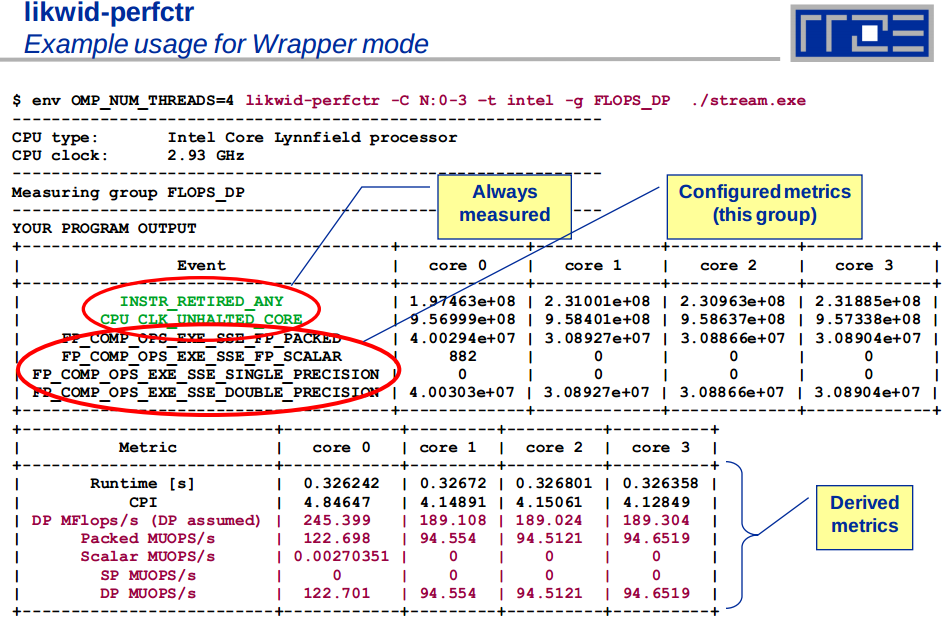 likwid-perfctr
Example usage for Wrapper mode
$ env OMP_NUM_THREADS=4 likwid-perfctr -C N:0-3 -t intel -g FLOPS_DP ./stream.exe
-------------------------------------------------------------
CPU type: Intel Core Lynnfield processor
CPU clock: 2.93 GHz
-------------------------------------------------------------
Measuring group FLOPS_DP
-------------------------------------------------------------
YOUR PROGRAM OUTPUT
Always
measured
Configured metrics
(this group)
| Event | core 0 | core 1 | core 2 | core 3 |
| INSTR_RETIRED_ANY | 1.97463e+08 | 2.31001e+08 | 2.30963e+08 | 2.31885e+08 |
| CPU_CLK_UNHALTED_CORE | 9.56999e+08 | 9.58401e+08 | 9.58637e+08 | 9.57338e+08 |
| FP_COMP_OPS_EXE_SSE_FP_PACKED | 4.00294e+07 | 3.08927e+07 | 3.08866e+07 | 3.08904e+07 |
| FP_COMP_OPS_EXE_SSE_FP_SCALAR | 882 | 0 | 0 | 0 |
| FP_COMP_OPS_EXE_SSE_SINGLE_PRECISION | 0 | 0 | 0 | 0 |
| FP_COMP_OPS_EXE_SSE_DOUBLE_PRECISION | 4.00303e+07 | 3.08927e+07 | 3.08866e+07 | 3.08904e+07 |
| Metric | core 0 | core 1 | core 2 | core 3 |
| Runtime [s] | 0.326242 | 0.32672 | 0.326801 | 0.326358 |
| CPI | 4.84647 | 4.14891 | 4.15061 | 4.12849 |
| DP MFlops/s (DP assumed) | 245.399 | 189.108 | 189.024 | 189.304 |
| Packed MUOPS/s | 122.698 | 94.554 | 94.5121 | 94.6519 |
| Scalar MUOPS/s | 0.00270351 | 0 | 0 | 0 |
| SP MUOPS/s | 0 | 0 | 0 | 0 |
| DP MUOPS/s | 122.701 | 94.554 | 94.5121 | 94.6519 |
Derived
metrics